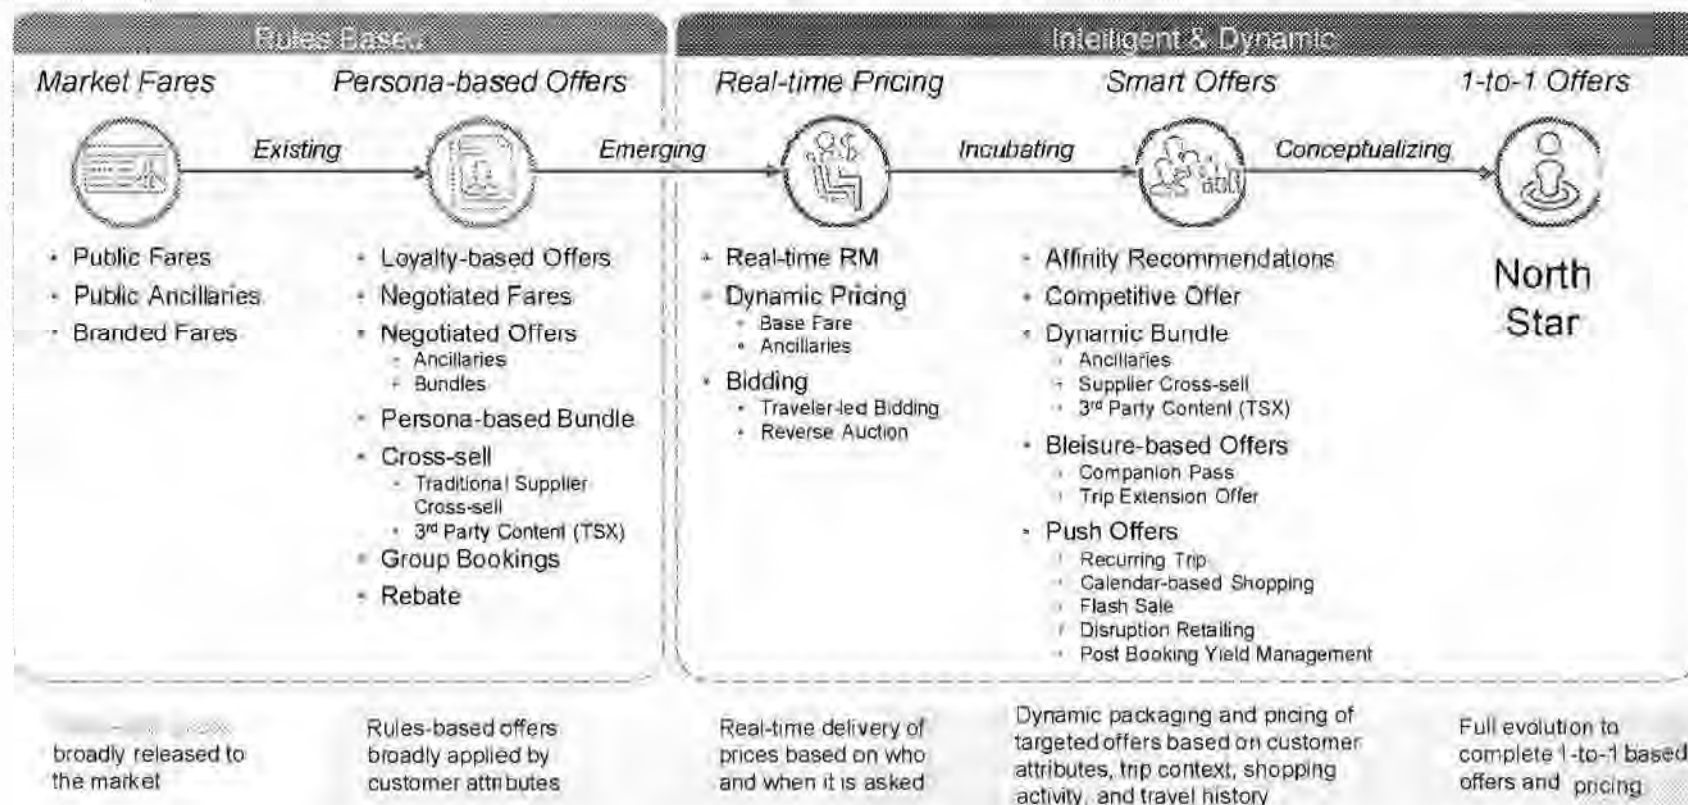 Rules Based
Intelligent & Dynamic
Market Fares
Persona-based Offers
Real-time Pricing
Smart Offers
1-to-1 Offers
Existing
Emerging
Incubating
Conceptualizing
• Public Fares
• Public Ancillaries
• Branded Fares
• Loyalty-based Offers
• Negotiated Fares
• Negotiated Offers
• Ancillaries
• Bundles
• Persona-based Bundle
• Cross-sell
• Traditional Supplier
Cross-sell
• 3rd Party Content (TSX)
• Group Bookings
• Rebate
• Real-time RM
• Dynamic Pricing
• Base Fare
• Ancillaries
• Bidding
• Traveler-led Bidding
• Reverse Auction
• Affinity Recommendations
• Competitive Offer
• Dynamic Bundle
• Ancillaries
• Supplier Cross-sell
• 3rd Party Content (TSX)
• Bleisure-based Offers
• Companion Pass
• Trip Extension Offer
• Push Offers
• Recurring Trip
• Calendar-based Shopping
• Flash Sale
• Disruption Retailing
• Post Booking Yield Management
North
Star
broadly released to
the market
Rules-based offers
broadly applied by
customer attributes
Real-time delivery of
prices based on who
and when it is asked
Dynamic packaging and pricing of
targeted offers based on customer
attributes, trip context, shopping
activity, and travel history
Full evolution to
complete 1-to-1 based
offers and pricing